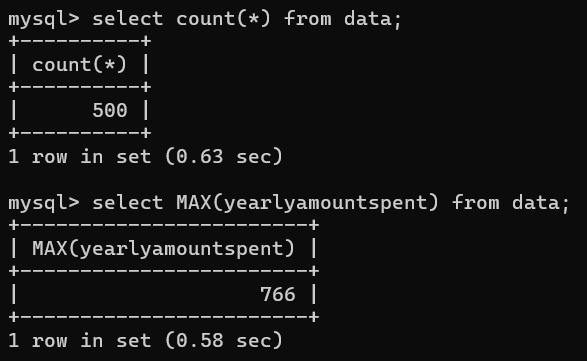 mysql> select count(*) from data;
+----------+
| count(*) |
+----------+
|      500 |
+----------+
1 row in set (0.63 sec)

mysql> select MAX(yearlyamountspent) from data;
+------------------------+
| MAX(yearlyamountspent) |
+------------------------+
|                    766 |
+------------------------+
1 row in set (0.58 sec)